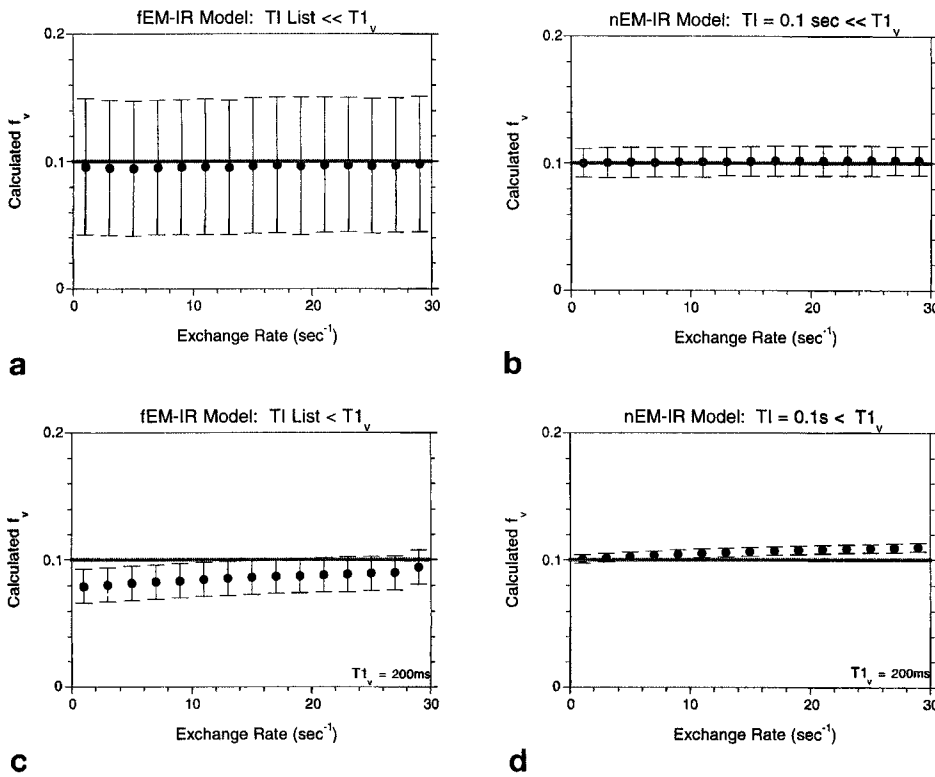 fEM-IR Model: TI List << T1v
0.2
0.1
0
Calculated fv
0 10 20 30
Exchange Rate (sec-1)
a
nEM-IR Model: TI = 0.1 sec << T1v
0.2
0.1
0
Calculated fv
0 10 20 30
Exchange Rate (sec-1)
b
fEM-IR Model: TI List < T1v
0.2
0.1
0
Calculated fv
T1v = 200ms
0 10 20 30
Exchange Rate (sec-1)
c
nEM-IR Model: TI = 0.1s < T1v
0.2
0.1
0
Calculated fv
T1v = 200ms
0 10 20 30
Exchange Rate (sec-1)
d